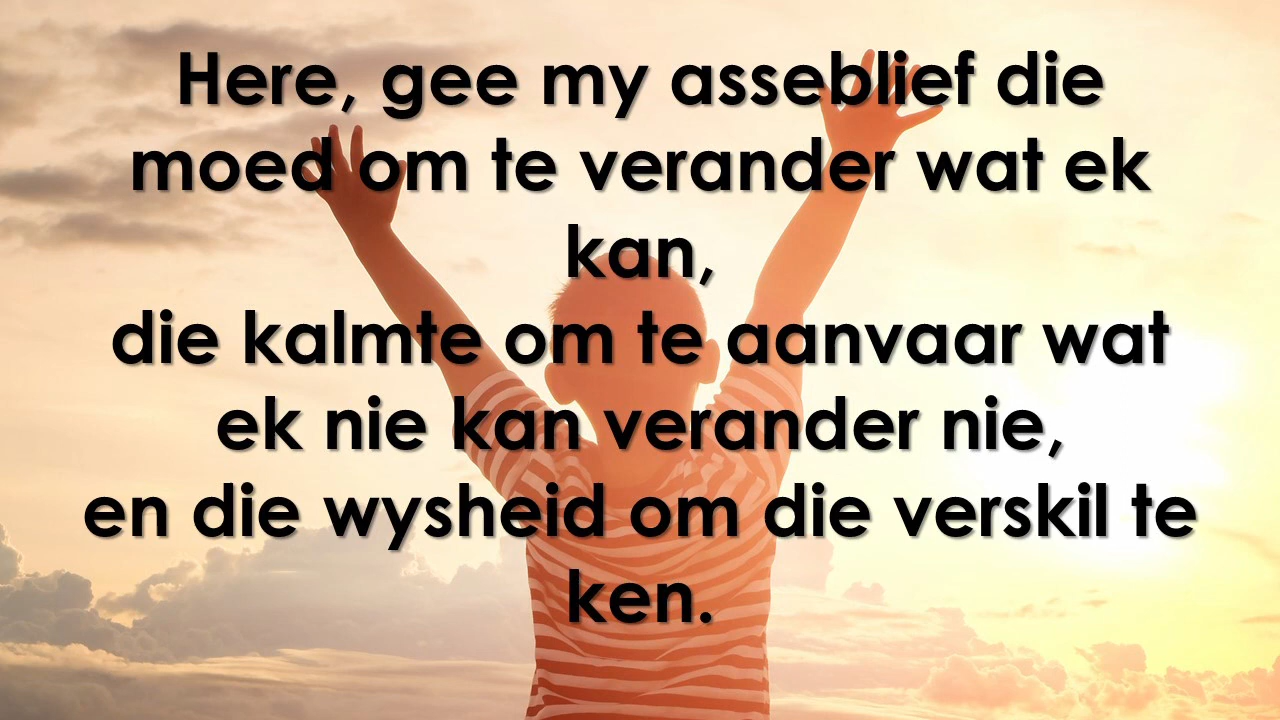 Here, gee my asseblief die
moed om te verander wat ek
kan,
die kalmte om te aanvaar wat
ek nie kan verander nie,
en die wysheid om die verskil te
ken.